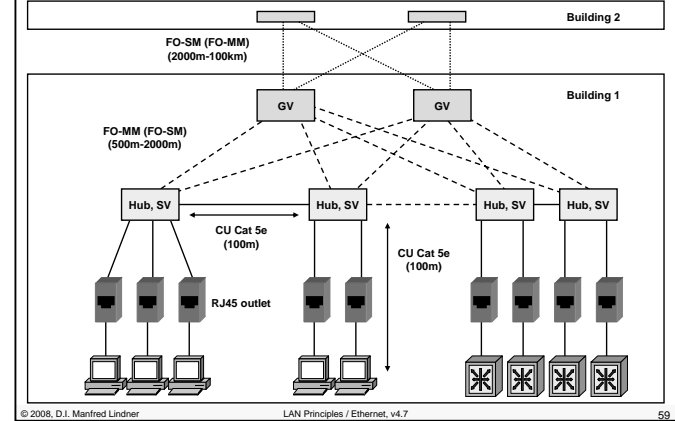 Building 2
FO-SM (FO-MM)
(2000m-100km)
Building 1
GV
GV
FO-MM (FO-SM)
(500m-2000m)
Hub, SV
Hub, SV
Hub, SV
Hub, SV
CU Cat 5e
(100m)
CU Cat 5e
(100m)
RJ45 outlet
© 2008, D.I. Manfred Lindner
LAN Principles / Ethernet, v4.7
59